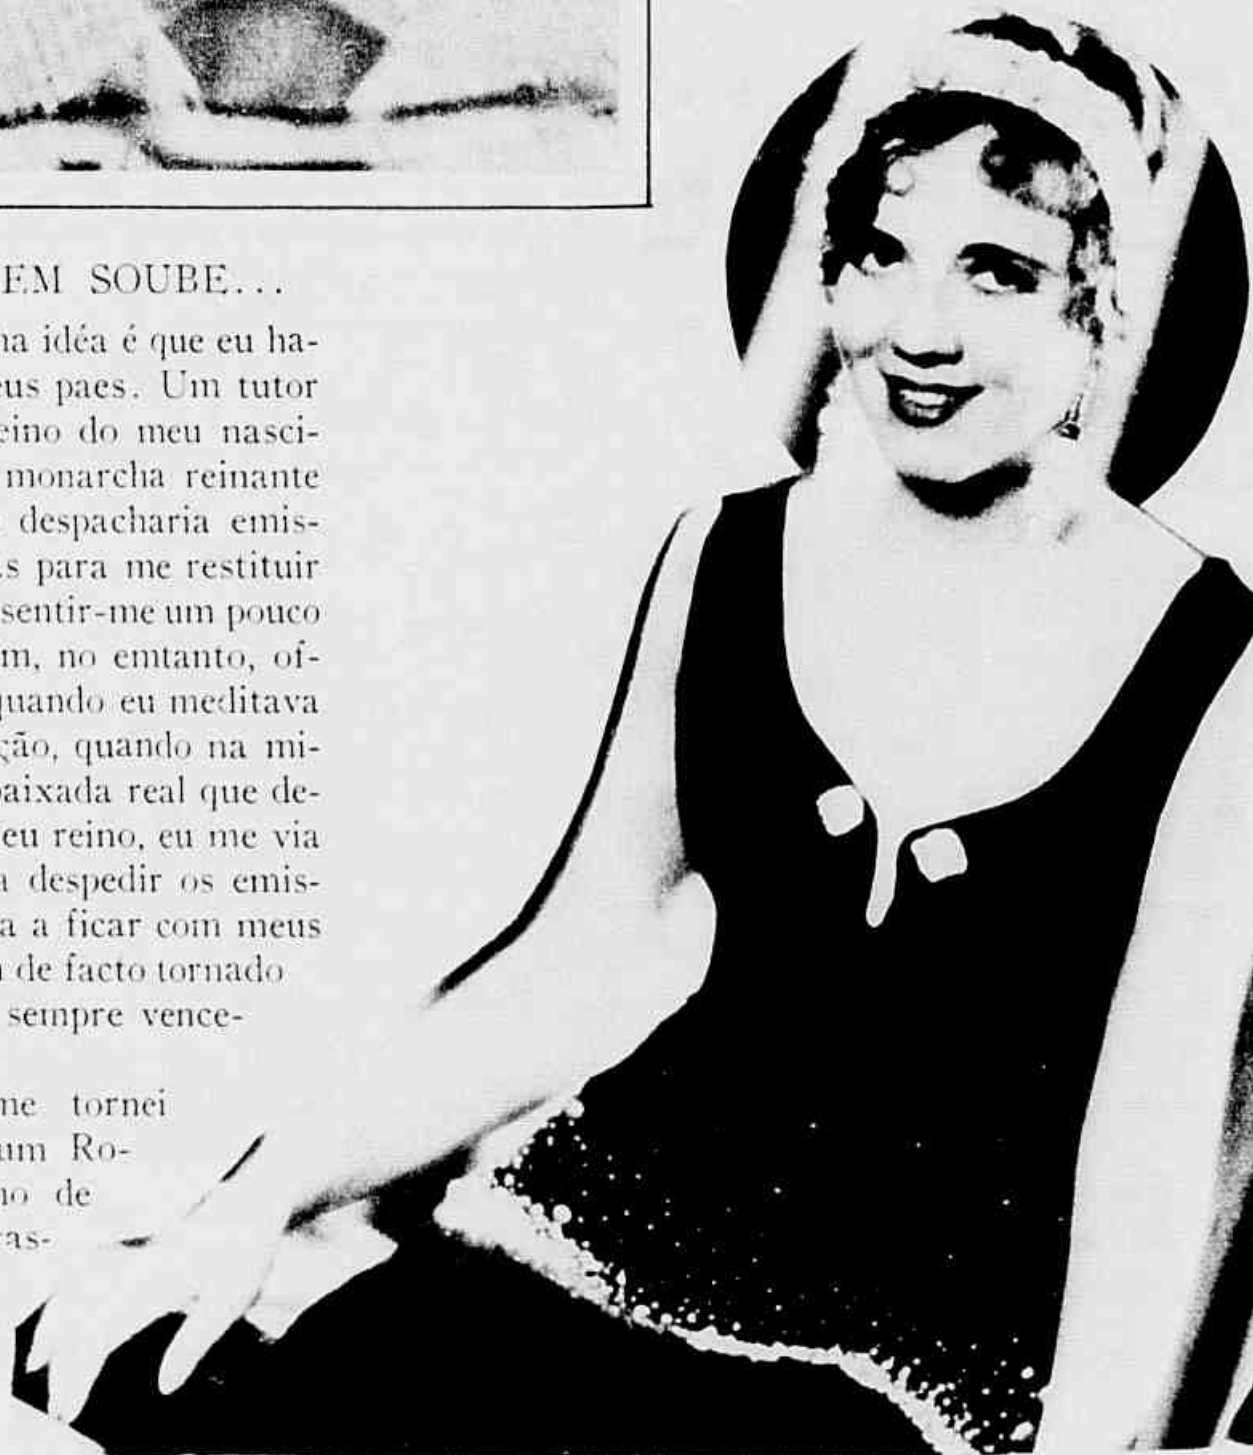 EM SOUBE...
na idéa é que eu ha-
eus paes. Um tutor
eino do meu nasci-
monarcha reinante
despacharia emis-
s para me restituir
sentir-me um pouco
m, no emtanto, of-
quando eu meditava
ção, quando na mi-
baixada real que de-
eu reino, eu me via
a despedir os emis-
a a ficar com meus
de facto tornado
sempre vence-
me tornei
um Ro-
no de
as-